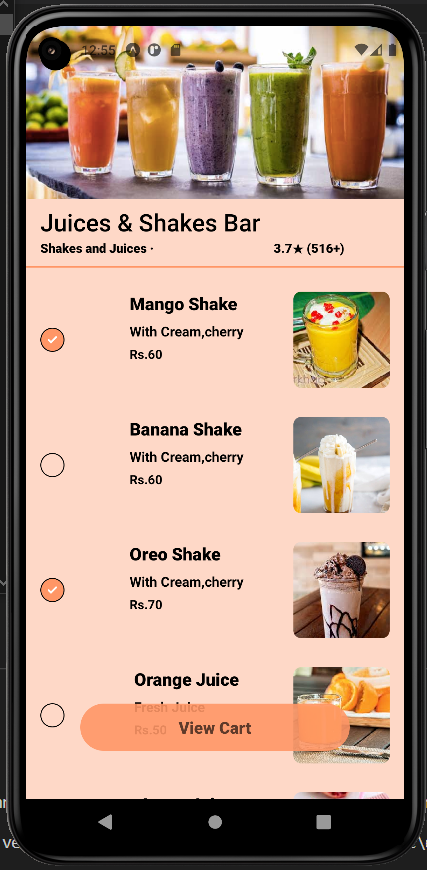 12:55
Juices & Shakes Bar
Shakes and Juices · 3.7★ (516+)
Mango Shake
With Cream,cherry
Rs.60
Banana Shake
With Cream,cherry
Rs.60
Oreo Shake
With Cream,cherry
Rs.70
Orange Juice
Fresh Juice
Rs.50
View Cart